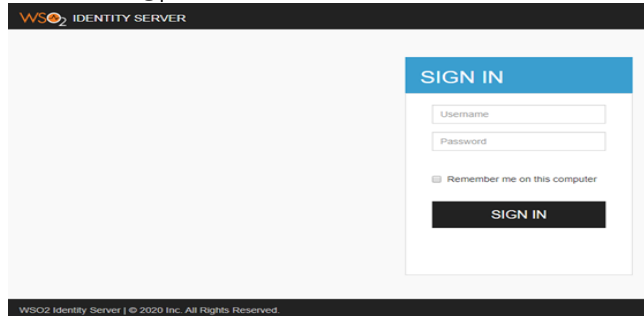 WSO2 IDENTITY SERVER
SIGN IN
Username
Password
Remember me on this computer
SIGN IN
WSO2 Identity Server | © 2020 Inc. All Rights Reserved.